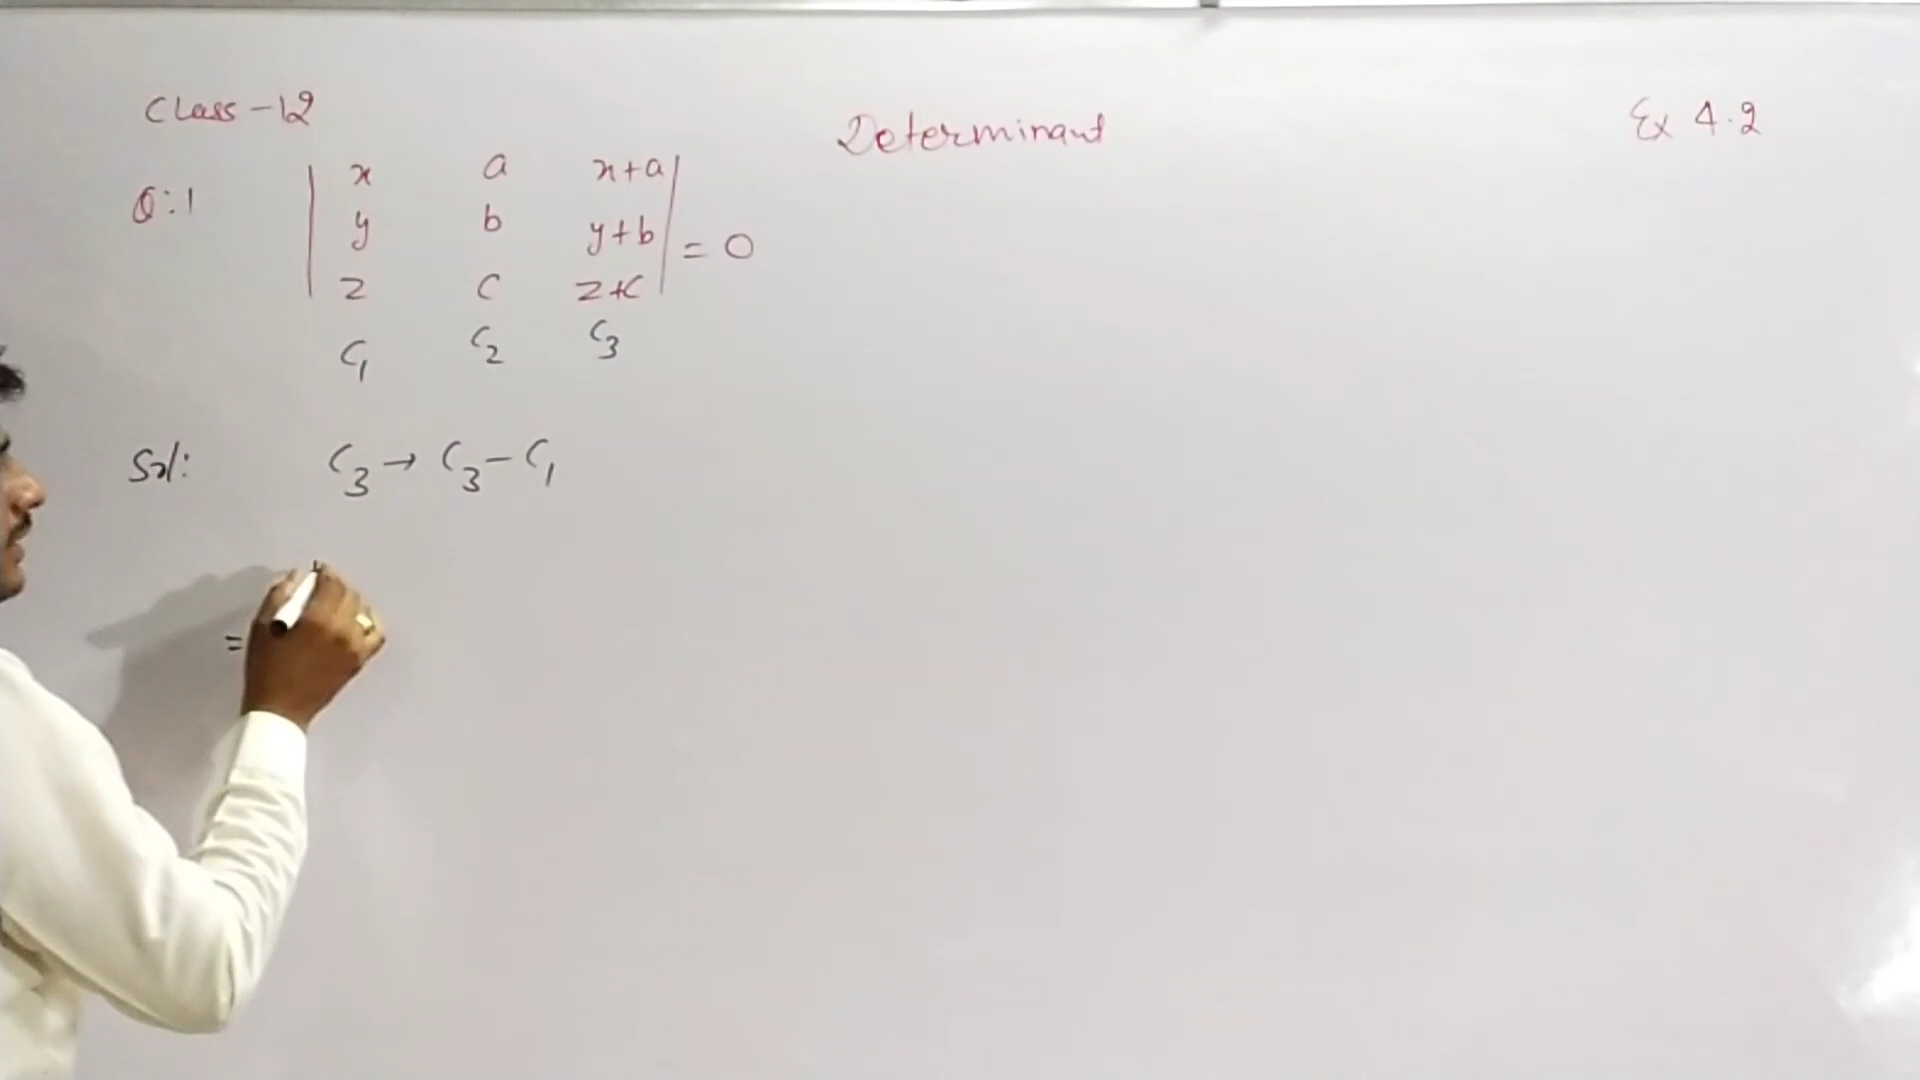 Class-12
Determinant
Ex 4.2
Q:1
| x a x+a |
| y b y+b | = 0
| z c z+c |
C₁ C₂ C₃
Sol: C₃ → C₃ - C₁
=